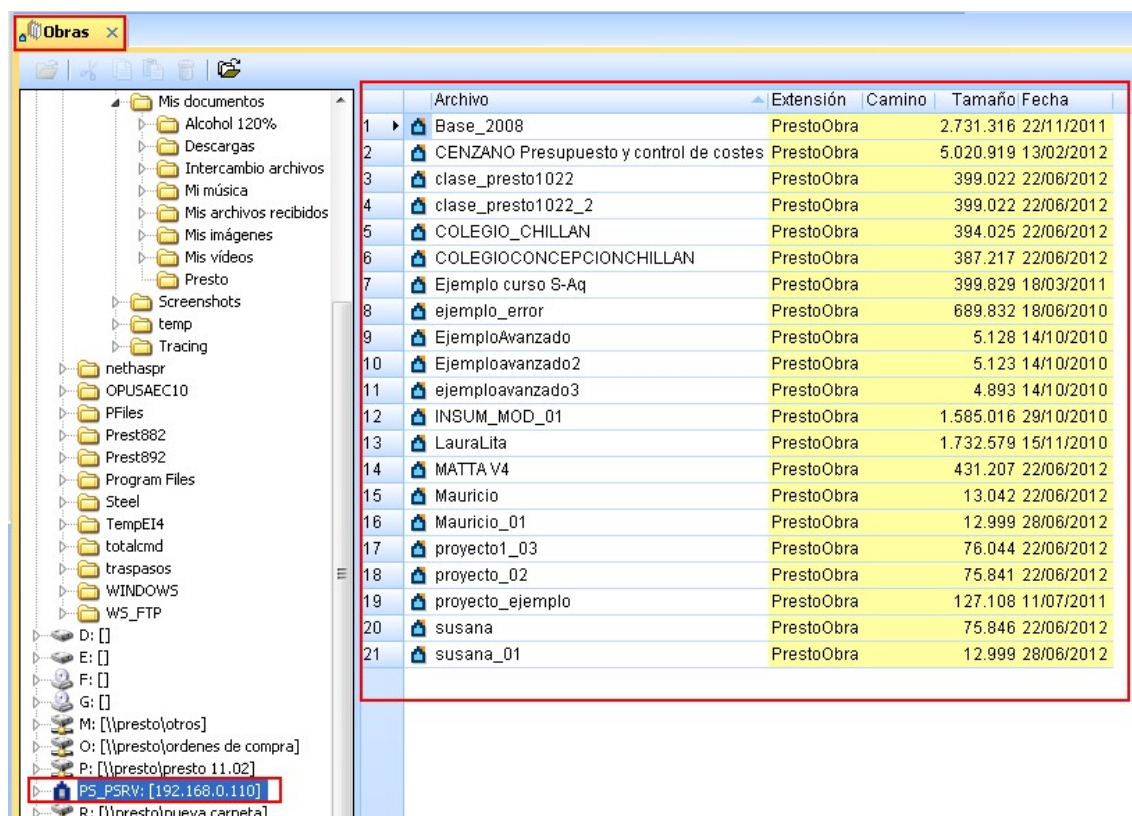 Obras
Mis documentos
Alcohol 120%
Descargas
Intercambio archivos
Mi música
Mis archivos recibidos
Mis imágenes
Mis vídeos
Presto
Screenshots
temp
Tracing
nethaspr
OPUSAEC10
PFiles
Prest882
Prest892
Program Files
Steel
TempEI4
totalcmd
traspasos
WINDOWS
WS_FTP
D: []
E: []
F: []
G: []
M: [\\presto\otros]
O: [\\presto\ordenes de compra]
P: [\\presto\presto 11.02]
PS_PSRV: [192.168.0.110]
R: [\\presto\nueva carpeta]
Archivo Extensión Camino Tamaño Fecha
1 Base_2008 PrestoObra 2.731.316 22/11/2011
2 CENZANO Presupuesto y control de costes PrestoObra 5.020.919 13/02/2012
3 clase_presto1022 PrestoObra 399.022 22/06/2012
4 clase_presto1022_2 PrestoObra 399.022 22/06/2012
5 COLEGIO_CHILLAN PrestoObra 394.025 22/06/2012
6 COLEGIOCONCEPCIONCHILLAN PrestoObra 387.217 22/06/2012
7 Ejemplo curso S-Aq PrestoObra 399.829 18/03/2011
8 ejemplo_error PrestoObra 689.832 18/06/2010
9 EjemploAvanzado PrestoObra 5.128 14/10/2010
10 Ejemploavanzado2 PrestoObra 5.123 14/10/2010
11 ejemploavanzado3 PrestoObra 4.893 14/10/2010
12 INSUM_MOD_01 PrestoObra 1.585.016 29/10/2010
13 LauraLita PrestoObra 1.732.579 15/11/2010
14 MATTA V4 PrestoObra 431.207 22/06/2012
15 Mauricio PrestoObra 13.042 22/06/2012
16 Mauricio_01 PrestoObra 12.999 28/06/2012
17 proyecto1_03 PrestoObra 76.044 22/06/2012
18 proyecto_02 PrestoObra 75.841 22/06/2012
19 proyecto_ejemplo PrestoObra 127.108 11/07/2011
20 susana PrestoObra 75.846 22/06/2012
21 susana_01 PrestoObra 12.999 28/06/2012